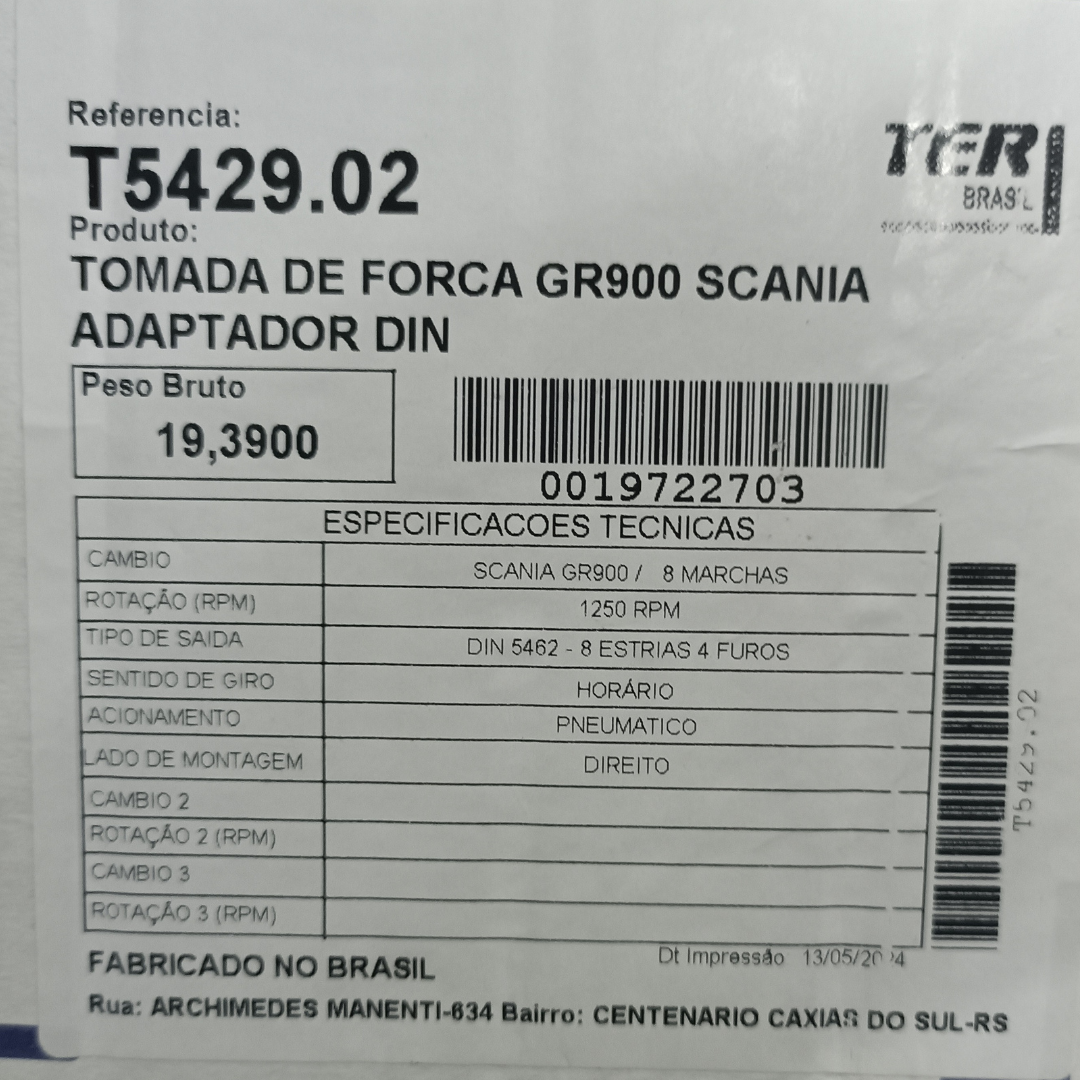 Referencia:
T5429.02
TER
BRASIL
Produto:
TOMADA DE FORCA GR900 SCANIA
ADAPTADOR DIN
Peso Bruto
19,3900
0019722703
ESPECIFICACOES TECNICAS
CAMBIO SCANIA GR900 / 8 MARCHAS
ROTAÇÃO (RPM) 1250 RPM
TIPO DE SAIDA DIN 5462 - 8 ESTRIAS 4 FUROS
SENTIDO DE GIRO HORÁRIO
ACIONAMENTO PNEUMATICO
LADO DE MONTAGEM DIREITO
CAMBIO 2
ROTAÇÃO 2 (RPM)
CAMBIO 3
ROTAÇÃO 3 (RPM)
T5429.02
Dt Impressão 13/05/2024
FABRICADO NO BRASIL
Rua: ARCHIMEDES MANENTI-634 Bairro: CENTENARIO CAXIAS DO SUL-RS